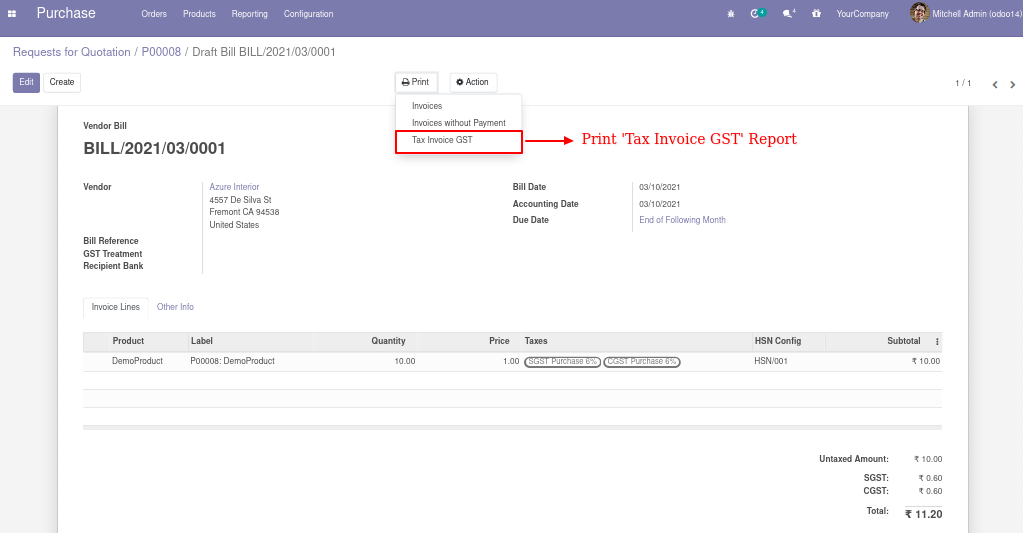 Purchase Orders Products Reporting Configuration 4 4 YourCompany Mitchell Admin (odoo14)
Requests for Quotation / P00008 / Draft Bill BILL/2021/03/0001
Edit Create Print Action 1 / 1
Invoices
Invoices without Payment
Tax Invoice GST
Print 'Tax Invoice GST' Report
Vendor Bill
BILL/2021/03/0001
Vendor Azure Interior
4557 De Silva St
Fremont CA 94538
United States
Bill Reference
GST Treatment
Recipient Bank
Bill Date 03/10/2021
Accounting Date 03/10/2021
Due Date End of Following Month
Invoice Lines Other Info
Product Label Quantity Price Taxes HSN Config Subtotal
DemoProduct P00008: DemoProduct 10.00 1.00 SGST Purchase 6% CGST Purchase 6% HSN/001 ₹ 10.00
Untaxed Amount: ₹ 10.00
SGST: ₹ 0.60
CGST: ₹ 0.60
Total: ₹ 11.20